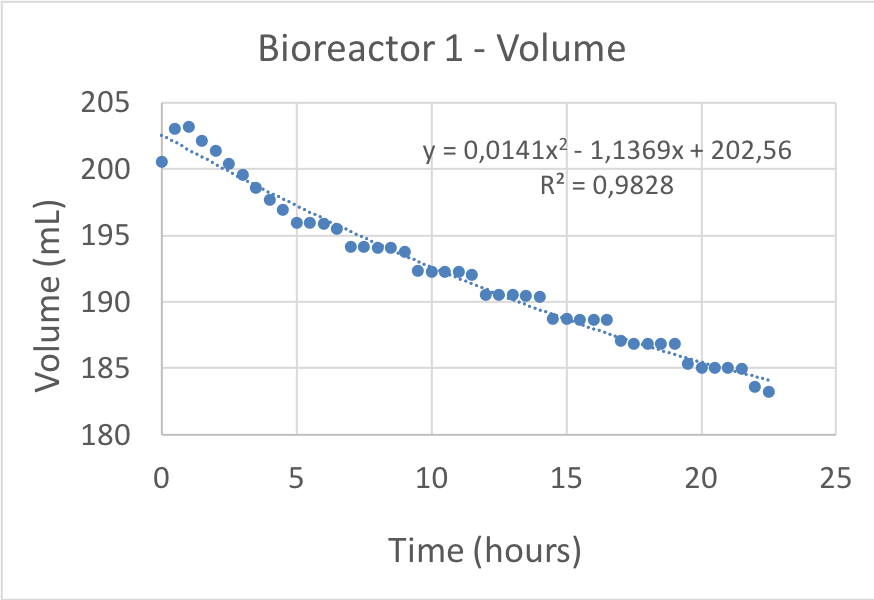 Bioreactor 1 - Volume
y = 0,0141x² - 1,1369x + 202,56
R² = 0,9828
205
200
195
190
185
180
Volume (mL)
0 5 10 15 20 25
Time (hours)